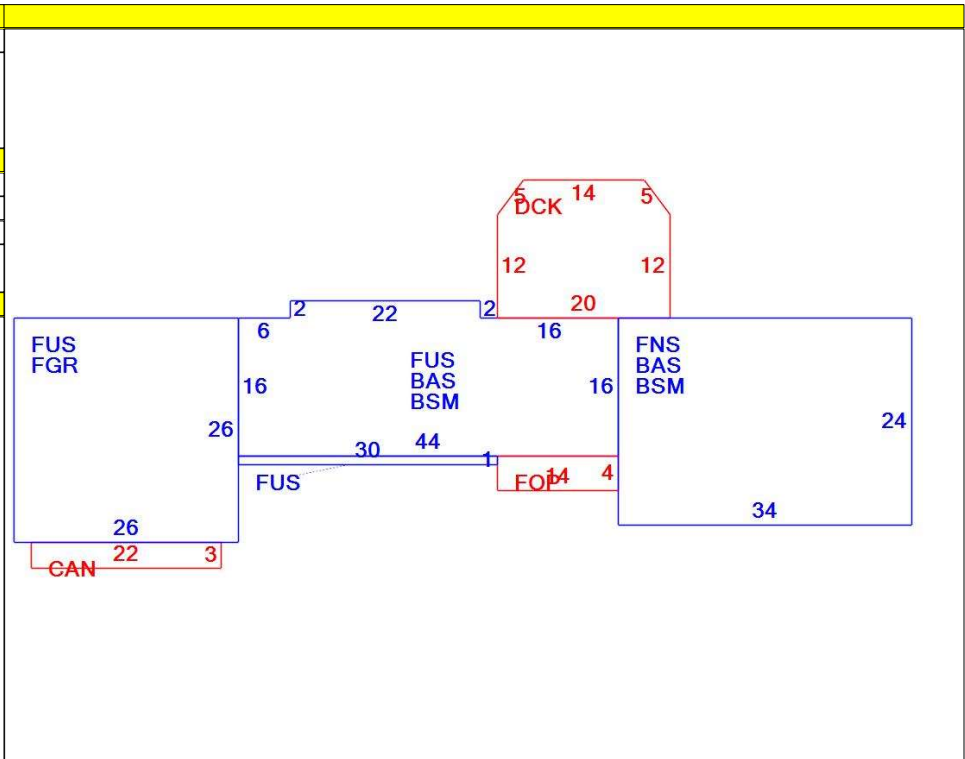 5 14 5
DCK
12 12
20
2 22 2
6 16
FUS
FGR
FUS
BAS
BSM
FNS
BAS
BSM
16 16
26 24
44
30 1
FUS
FOP 14 4
34
26
22 3
CAN